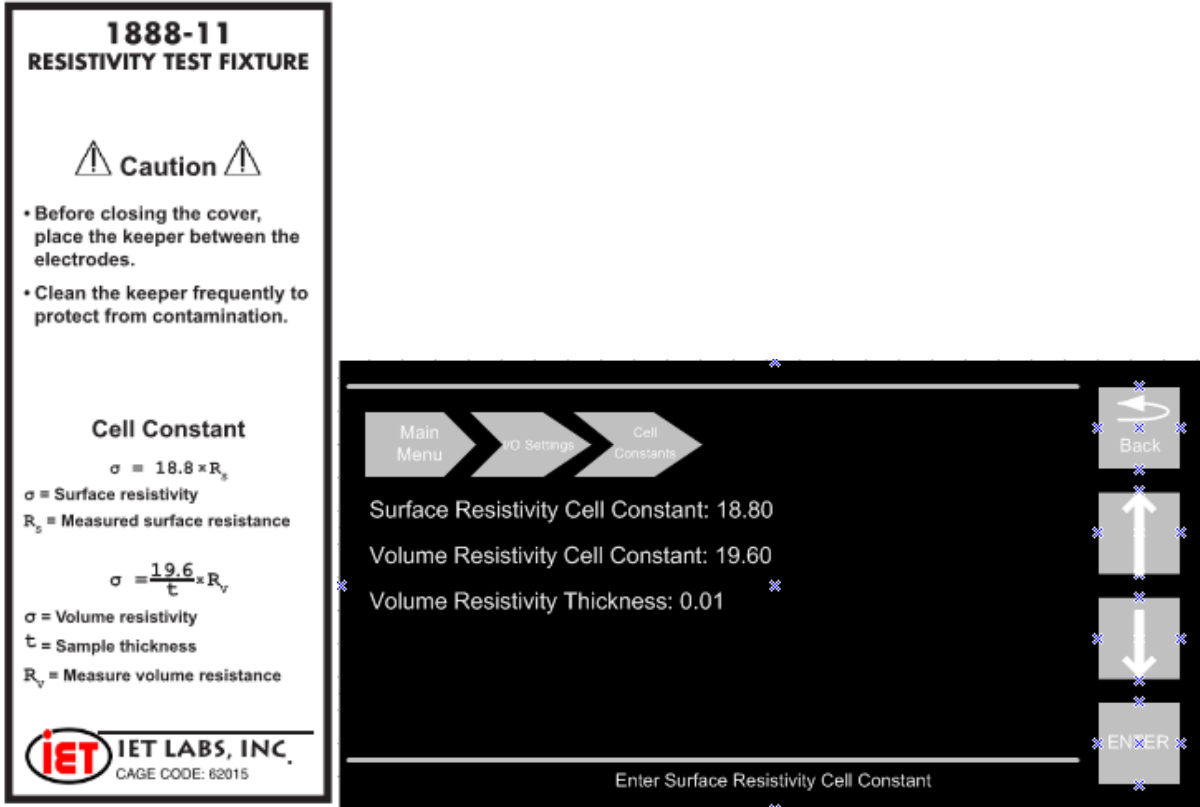 1888-11
RESISTIVITY TEST FIXTURE
Caution
• Before closing the cover,
place the keeper between the
electrodes.
• Clean the keeper frequently to
protect from contamination.
Cell Constant
σ = 18.8 × Rs
σ = Surface resistivity
Rs = Measured surface resistance
σ = 19.6/t × Rv
σ = Volume resistivity
t = Sample thickness
Rv = Measure volume resistance
iET IET LABS, INC.
CAGE CODE: 62015
Main
Menu
I/O Settings
Cell
Constants
Surface Resistivity Cell Constant: 18.80
Volume Resistivity Cell Constant: 19.60
Volume Resistivity Thickness: 0.01
Enter Surface Resistivity Cell Constant
Back
ENTER